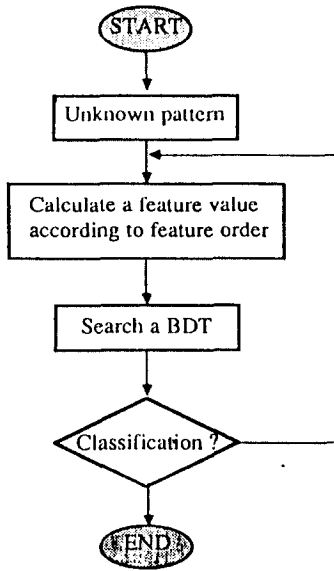 START
Unknown pattern
Calculate a feature value
according to feature order
Search a BDT
Classification ?
END